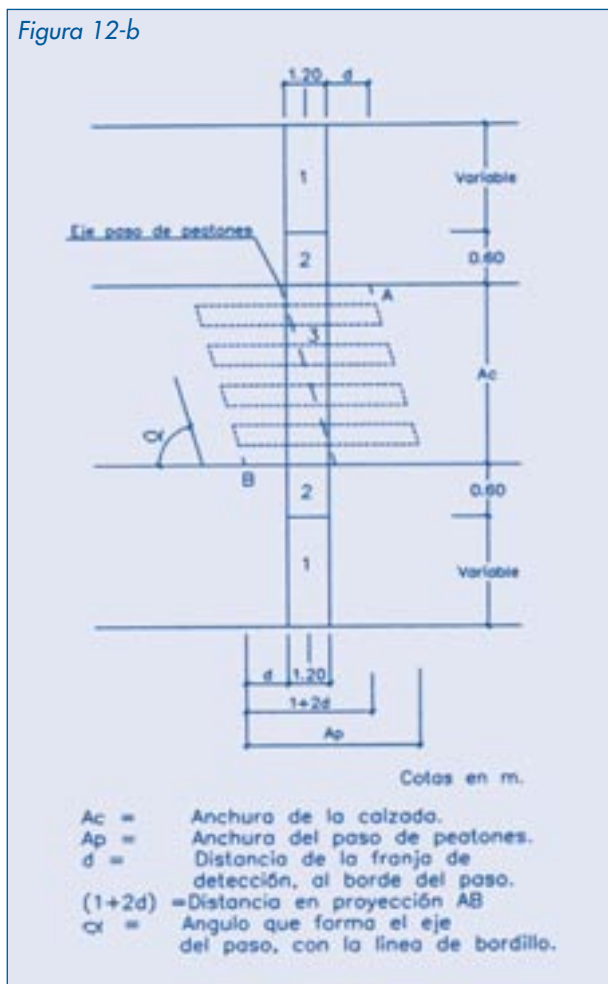 Figura 12-b
1.20 d
1
Variable
Eje paso de peatones
2
0.60
A
3
Ac
α
B
2
0.60
1
Variable
d 1.20
1+2d
Ap
Cotas en m.
Ac = Anchura de la calzada.
Ap = Anchura del paso de peatones.
d = Distancia de la franja de
detección, al borde del paso.
(1+2d) =Distancia en proyección AB
α = Angulo que forma el eje
del paso, con la línea de bordillo.